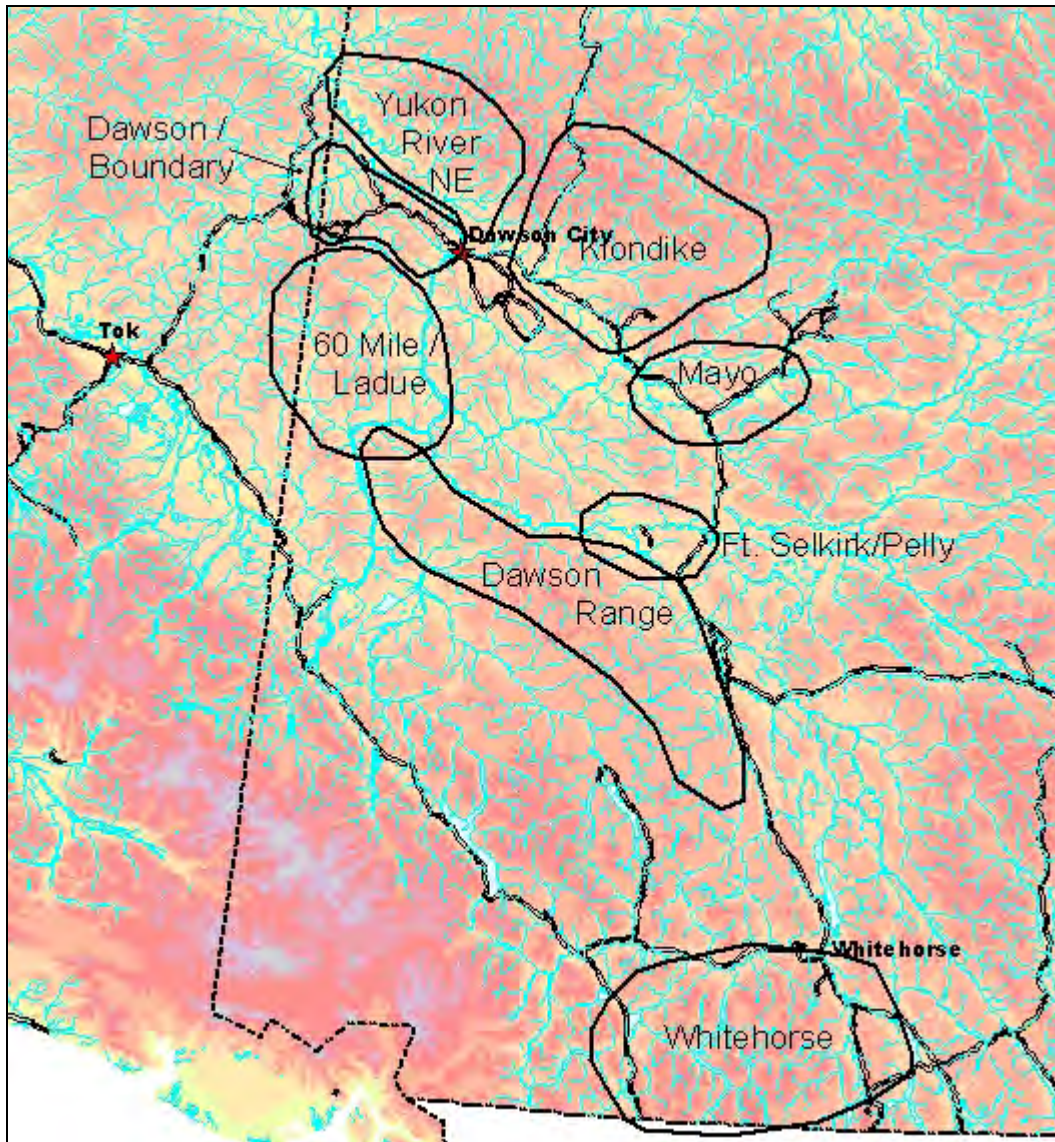 Yukon
River
NE
Dawson /
Boundary
Dawson City
Klondike
Tok
60 Mile /
Ladue
Mayo
Ft. Selkirk/Pelly
Dawson
Range
Whitehorse
Whitehorse